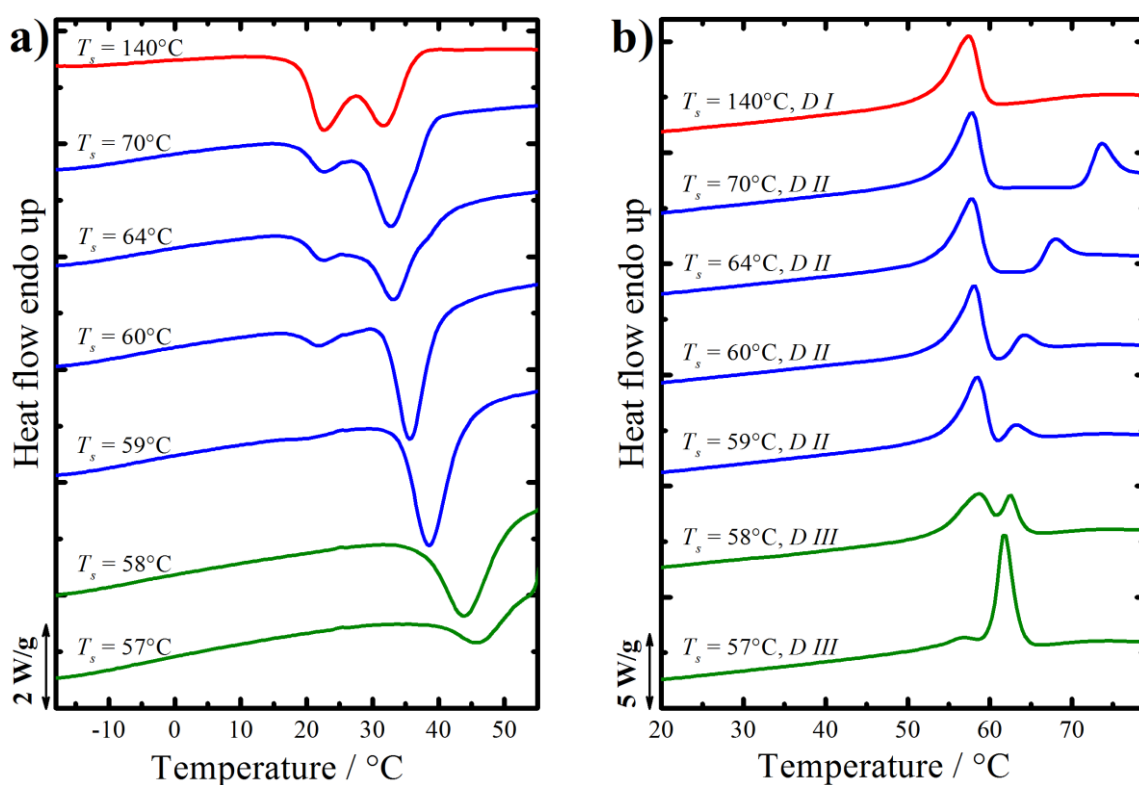 a)
T_s = 140°C
T_s = 70°C
T_s = 64°C
T_s = 60°C
T_s = 59°C
T_s = 58°C
T_s = 57°C
2 W/g
Heat flow endo up
-10 0 10 20 30 40 50
Temperature / °C
b)
T_s = 140°C, D I
T_s = 70°C, D II
T_s = 64°C, D II
T_s = 60°C, D II
T_s = 59°C, D II
T_s = 58°C, D III
T_s = 57°C, D III
5 W/g
Heat flow endo up
20 30 40 50 60 70
Temperature / °C